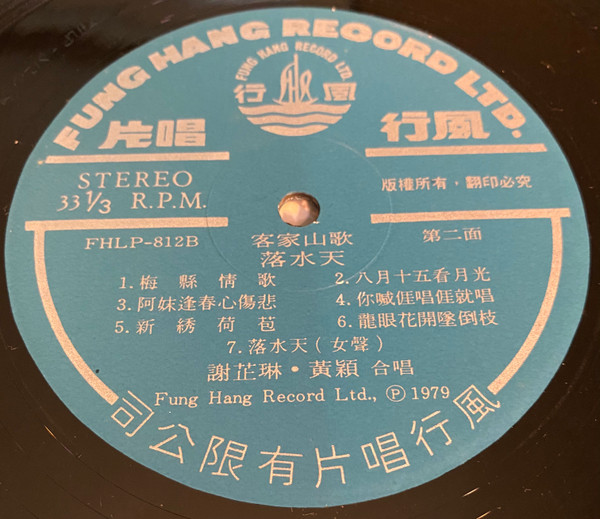 FUNG HANG RECORD LTD.
FUNG HANG RECORD LTD.
行 FHR 風
片唱 行風
STEREO
33 1/3 R.P.M.
版權所有，翻印必究
FHLP-812B 客家山歌 第二面
落水天
1.梅縣情歌 2.八月十五看月光
3.阿妹逢春心傷悲 4.你喊𠊎唱𠊎就唱
5.新綉荷苞 6.龍眼花開墜倒枝
7.落水天(女聲)
謝芷琳・黃穎 合唱
Fung Hang Record Ltd., Ⓟ 1979
司公限有片唱行風